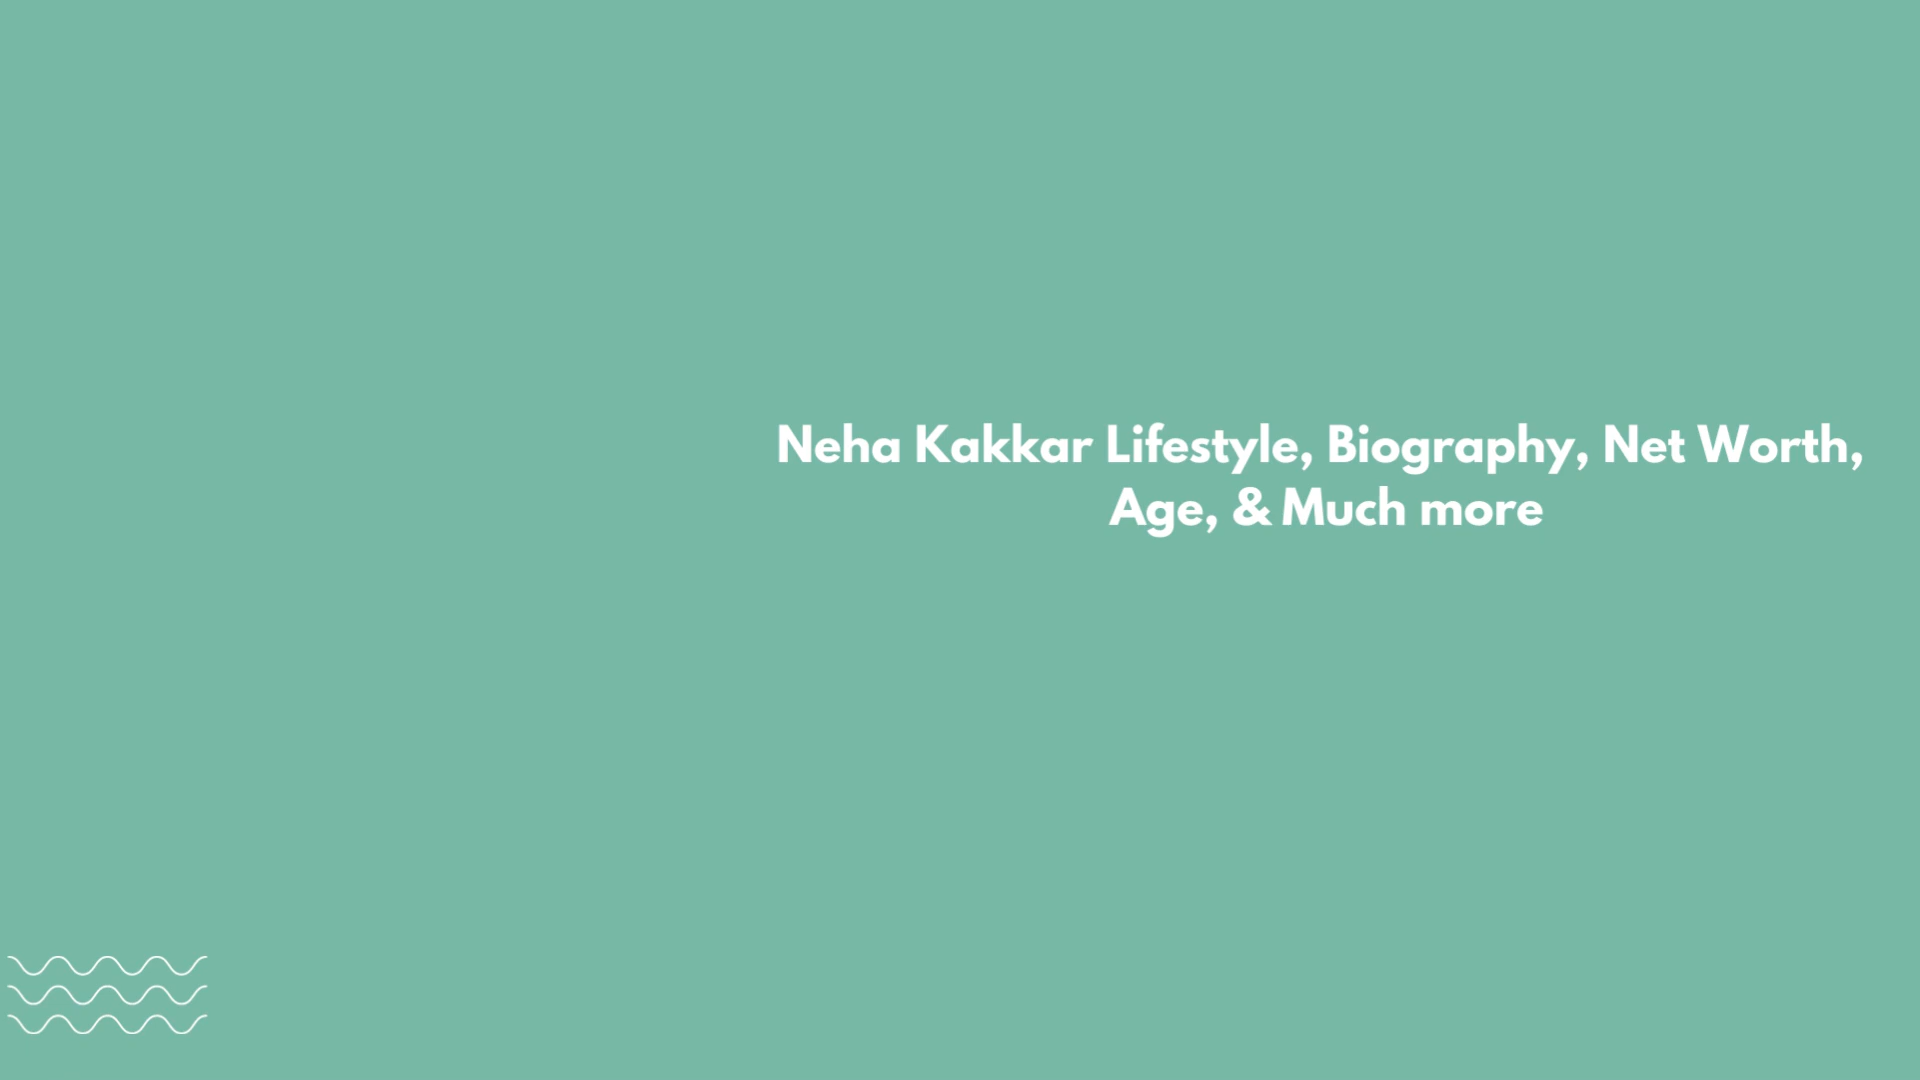 Neha Kakkar Lifestyle, Biography, Net Worth,
Age, & Much more